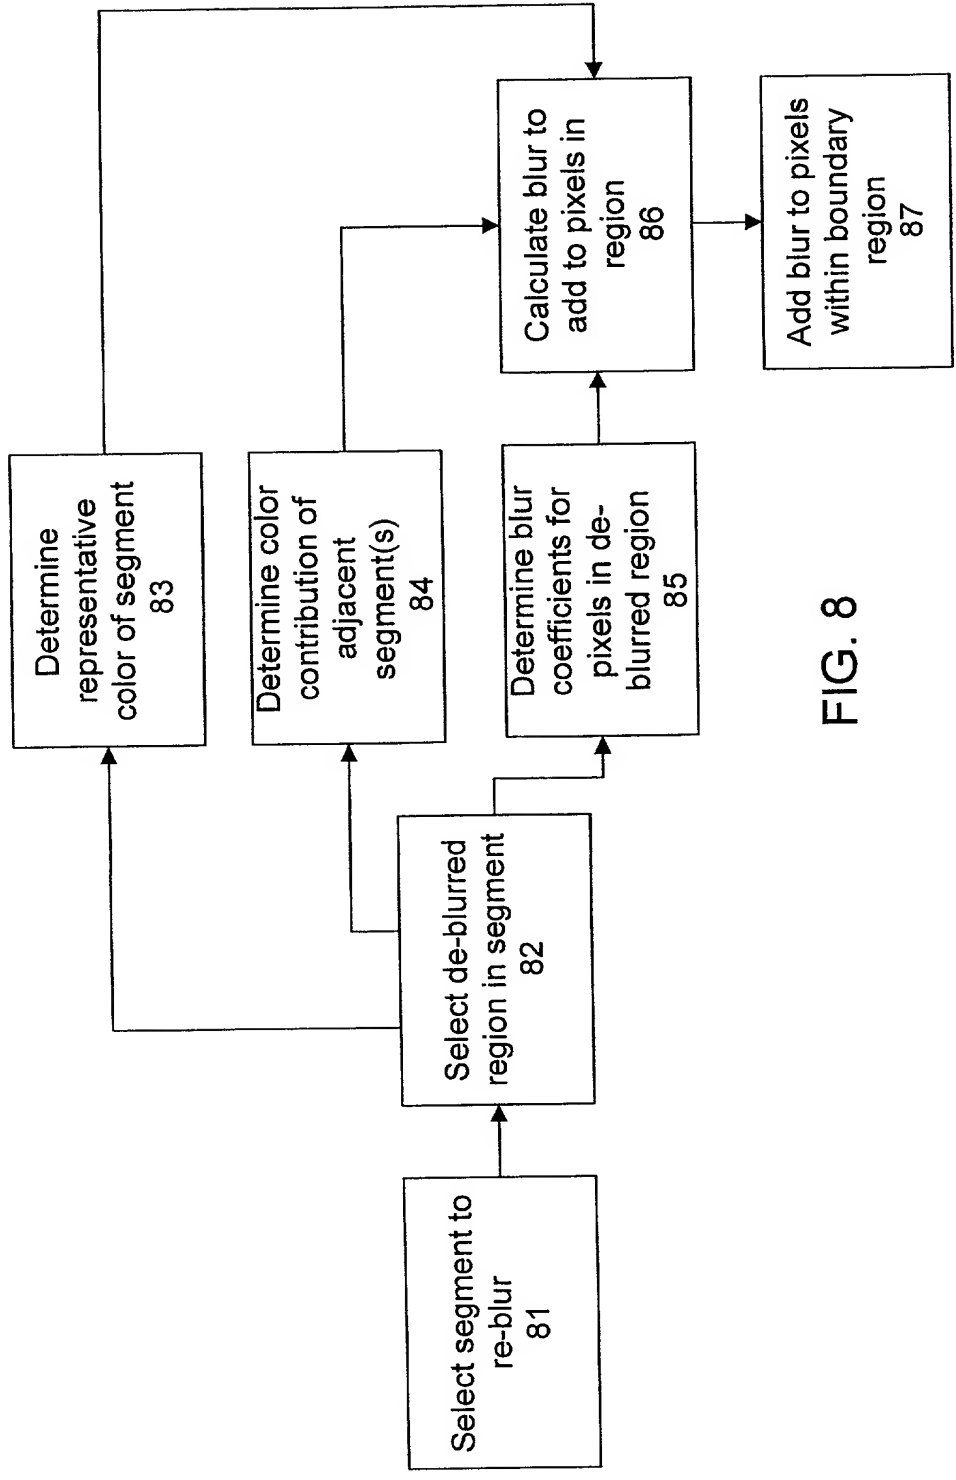 Select segment to
re-blur
81
Select de-blurred
region in segment
82
Determine
representative
color of segment
83
Determine color
contribution of
adjacent
segment(s)
84
Determine blur
coefficients for
pixels in de-
blurred region
85
Calculate blur to
add to pixels in
region
86
Add blur to pixels
within boundary
region
87
FIG. 8